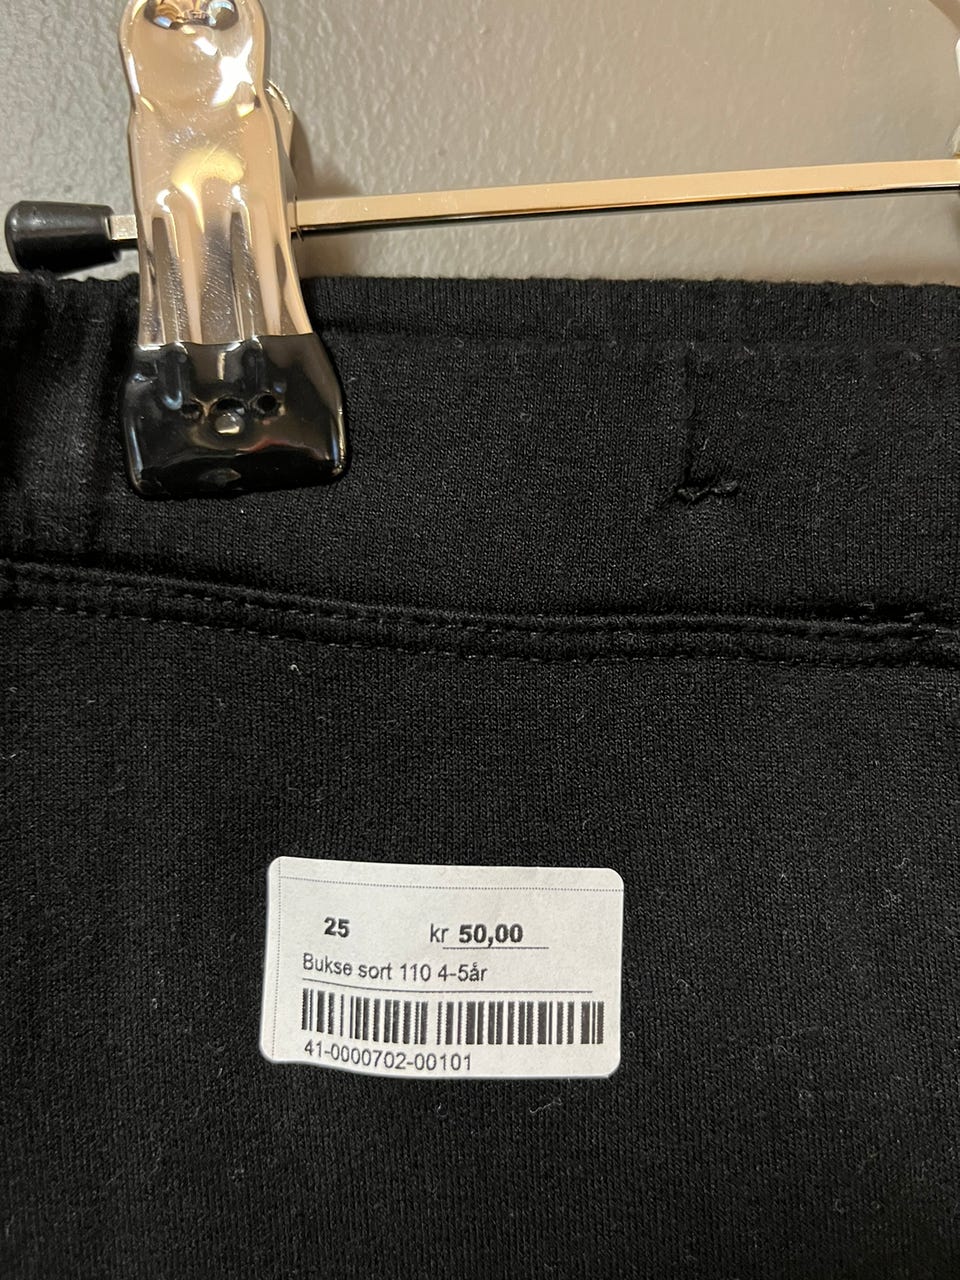 25 kr 50,00
Bukse sort 110 4-5år
41-0000702-00101